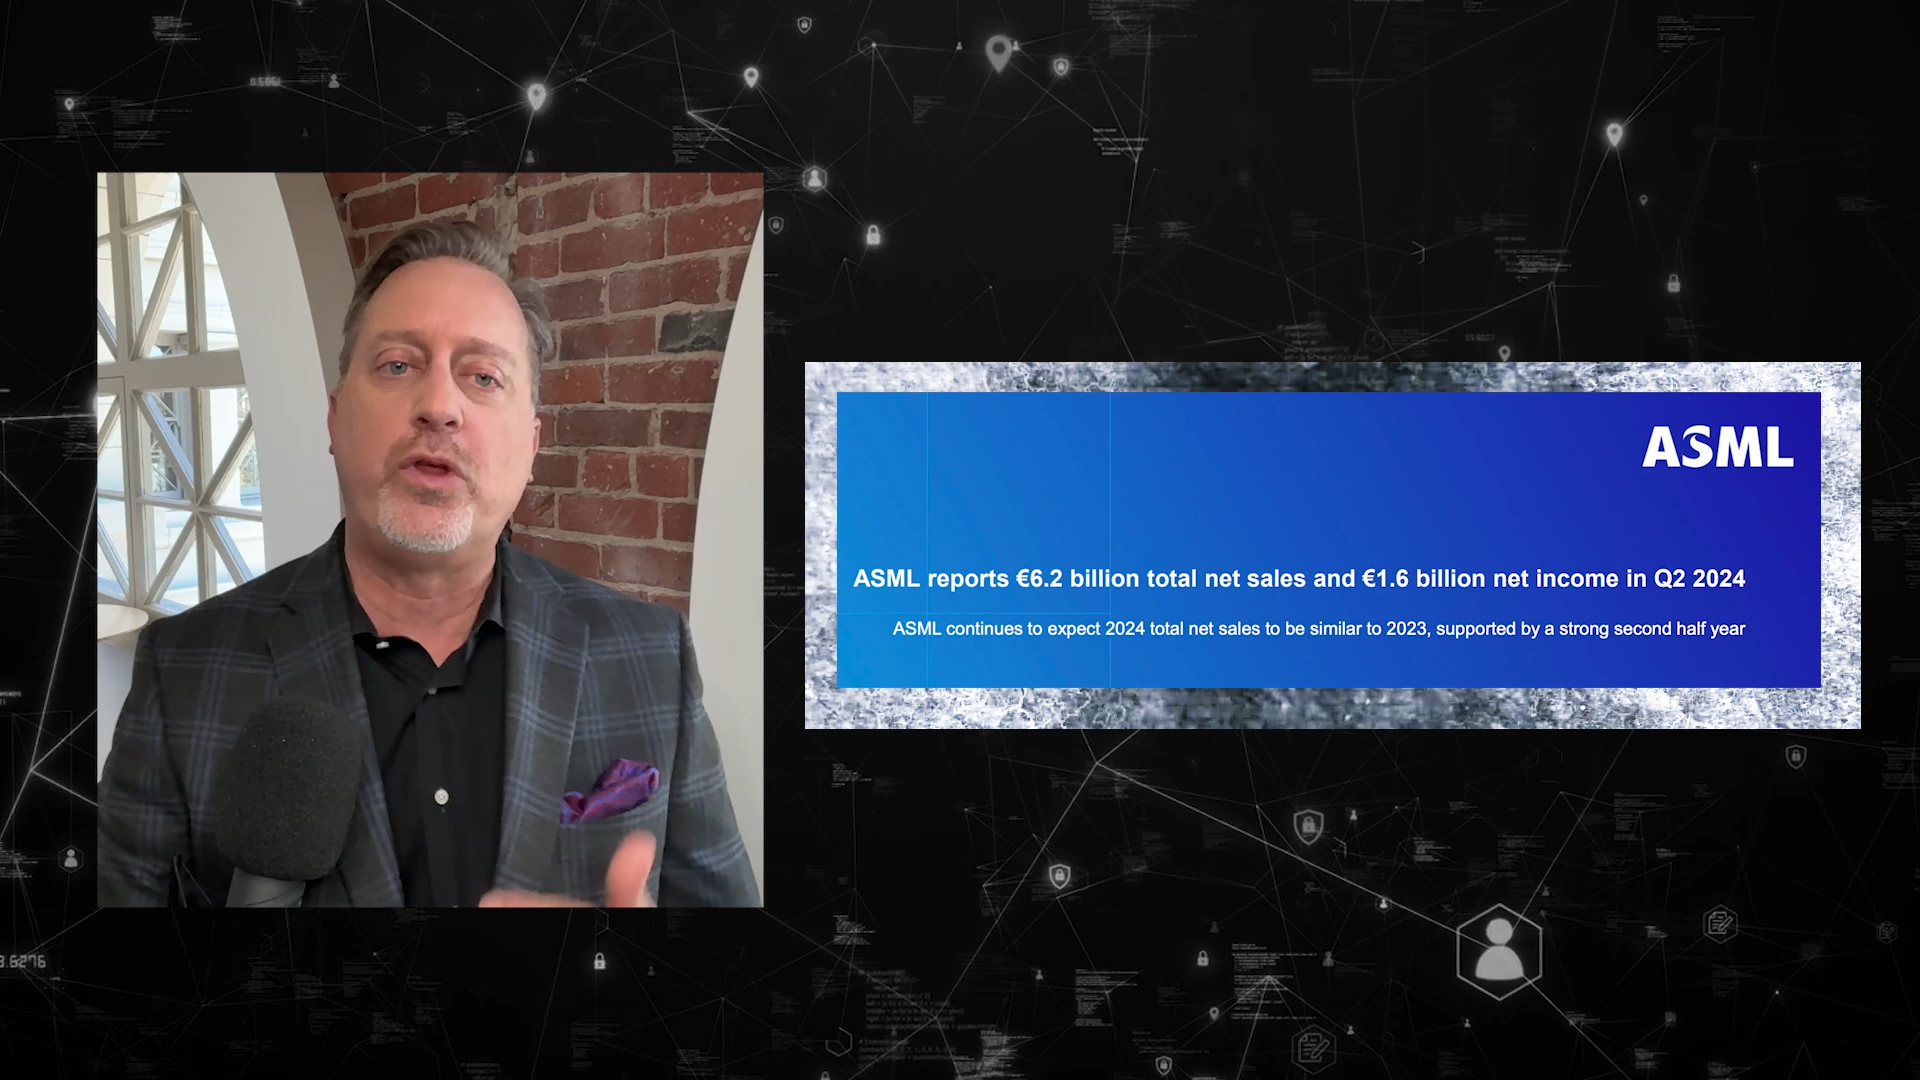 ASML
ASML reports €6.2 billion total net sales and €1.6 billion net income in Q2 2024
ASML continues to expect 2024 total net sales to be similar to 2023, supported by a strong second half year